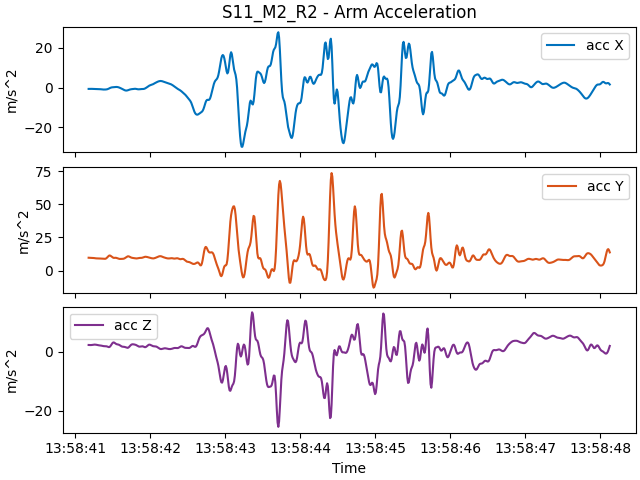 S11_M2_R2 - Arm Acceleration
20
0
−20
m/s^2
acc X
75
50
25
0
m/s^2
acc Y
0
−20
m/s^2
acc Z
13:58:41 13:58:42 13:58:43 13:58:44 13:58:45 13:58:46 13:58:47 13:58:48
Time